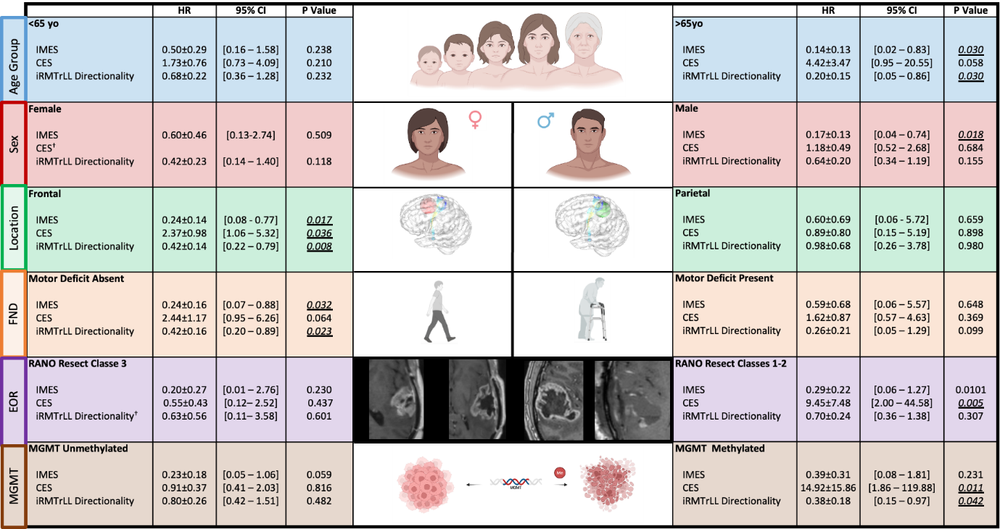 HR 95% CI P Value HR 95% CI P Value
Age Group
<65 yo >65yo
IMES 0.50±0.29 [0.16 – 1.58] 0.238 IMES 0.14±0.13 [0.02 – 0.83] 0.030
CES 1.73±0.76 [0.73 – 4.09] 0.210 CES 4.42±3.47 [0.95 – 20.55] 0.058
iRMTrLL Directionality 0.68±0.22 [0.36 – 1.28] 0.232 iRMTrLL Directionality 0.20±0.15 [0.05 – 0.86] 0.030
Sex
Female Male
IMES 0.60±0.46 [0.13-2.74] 0.509 IMES 0.17±0.13 [0.04 – 0.74] 0.018
CES† CES 1.18±0.49 [0.52 – 2.68] 0.684
iRMTrLL Directionality 0.42±0.23 [0.14 – 1.40] 0.118 iRMTrLL Directionality 0.64±0.20 [0.34 – 1.19] 0.155
Location
Frontal Parietal
IMES 0.24±0.14 [0.08 - 0.77] 0.017 IMES 0.60±0.69 [0.06 - 5.72] 0.659
CES 2.37±0.98 [1.06 – 5.32] 0.036 CES 0.89±0.80 [0.15 – 5.19] 0.898
iRMTrLL Directionality 0.42±0.14 [0.22 – 0.79] 0.008 iRMTrLL Directionality 0.98±0.68 [0.26 – 3.78] 0.980
FND
Motor Deficit Absent Motor Deficit Present
IMES 0.24±0.16 [0.07 – 0.88] 0.032 IMES 0.59±0.68 [0.06 – 5.57] 0.648
CES 2.44±1.17 [0.95 – 6.26] 0.064 CES 1.62±0.87 [0.57 – 4.63] 0.369
iRMTrLL Directionality 0.42±0.16 [0.20 – 0.89] 0.023 iRMTrLL Directionality 0.26±0.21 [0.05 – 1.29] 0.099
EOR
RANO Resect Classe 3 RANO Resect Classes 1-2
IMES 0.20±0.27 [0.01 – 2.76] 0.230 IMES 0.29±0.22 [0.06 – 1.27] 0.0101
CES 0.55±0.43 [0.12– 2.52] 0.437 CES 9.45±7.48 [2.00 – 44.58] 0.005
iRMTrLL Directionality† 0.63±0.56 [0.11– 3.58] 0.601 iRMTrLL Directionality 0.70±0.24 [0.36 – 1.38] 0.307
MGMT
MGMT Unmethylated MGMT Methylated
IMES 0.23±0.18 [0.05 – 1.06] 0.059 IMES 0.39±0.31 [0.08 – 1.81] 0.231
CES 0.91±0.37 [0.41 – 2.03] 0.816 Me MGMT CES 14.92±15.86 [1.86 – 119.88] 0.011
iRMTrLL Directionality 0.80±0.26 [0.42 – 1.51] 0.482 iRMTrLL Directionality 0.38±0.18 [0.15 – 0.97] 0.042